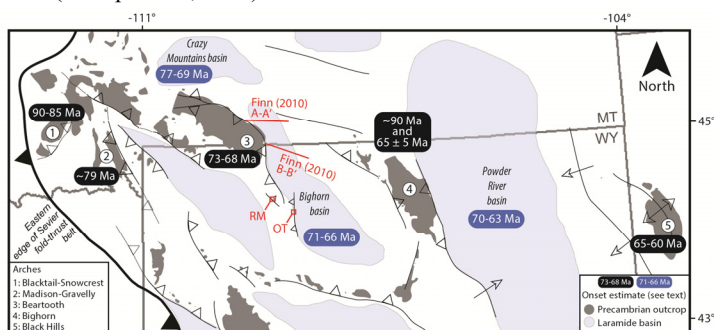 -111°
-104°
Crazy
Mountains basin
77-69 Ma
North
90-85 Ma
1
Finn (2010)
A-A'
~90 Ma
and
65 ± 5 Ma
MT
45°
WY
2
3
73-68 Ma
~79 Ma
Finn (2010)
B-B'
4
Powder
River
basin
70-63 Ma
Bighorn
basin
RM
OT
71-66 Ma
5
65-60 Ma
Eastern
edge of Sevier
fold-thrust
belt
Arches
1: Blacktail-Snowcrest
2: Madison-Gravelly
3: Beartooth
4: Bighorn
5: Black Hills
73-68 Ma 71-66 Ma
Onset estimate (see text)
Precambrian outcrop
Laramide basin
43°